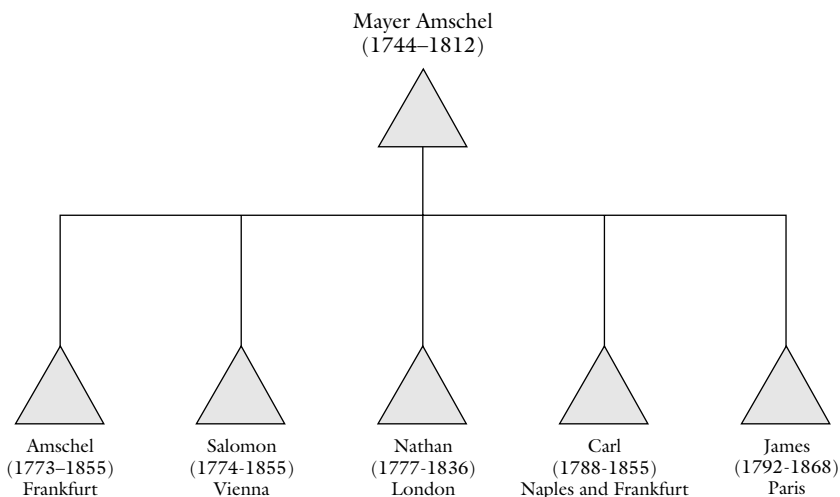 Mayer Amschel
(1744–1812)
Amschel
(1773–1855)
Frankfurt
Salomon
(1774-1855)
Vienna
Nathan
(1777-1836)
London
Carl
(1788-1855)
Naples and Frankfurt
James
(1792-1868)
Paris